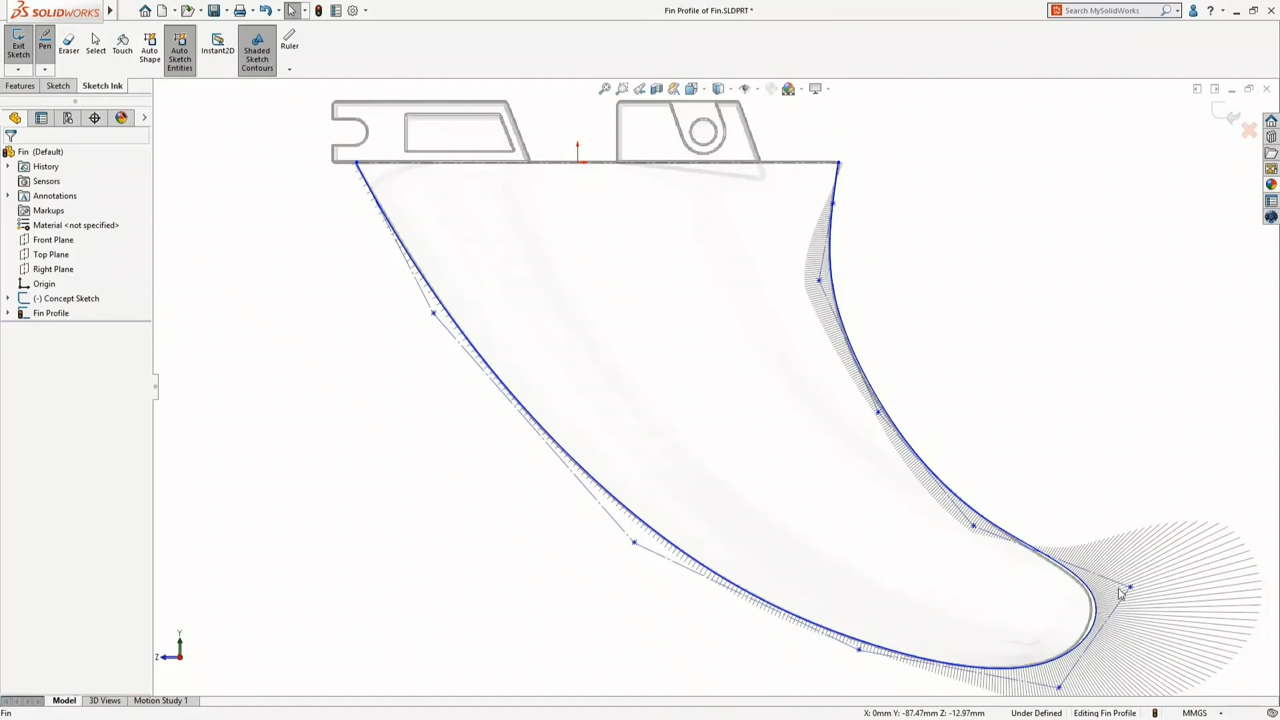 SOLIDWORKS
Fin Profile of Fin.SLDPRT *
Search MySolidWorks
?
Exit Sketch
Pen
Eraser
Select
Touch
Auto Shape
Auto Sketch Entities
Instant2D
Shaded Sketch Contours
Ruler
Features
Sketch
Sketch Ink
Fin (Default)
History
Sensors
Annotations
Markups
Material <not specified>
Front Plane
Top Plane
Right Plane
Origin
(-) Concept Sketch
Fin Profile
Y
Z
Model
3D Views
Motion Study 1
Fin
X: 0mm Y: -87.47mm Z: -12.97mm
Under Defined
Editing Fin Profile
MMGS